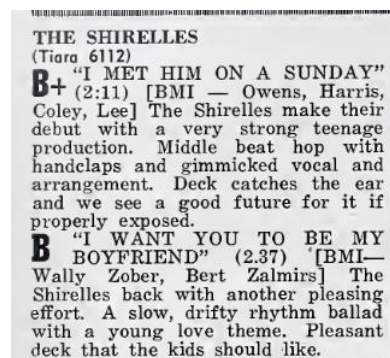 THE SHIRELLES
(Tiara 6112)
B+ “I MET HIM ON A SUNDAY”
(2:11) [BMI — Owens, Harris,
Coley, Lee] The Shirelles make their
debut with a very strong teenage
production. Middle beat hop with
handclaps and gimmicked vocal and
arrangement. Deck catches the ear
and we see a good future for it if
properly exposed.
B “I WANT YOU TO BE MY
BOYFRIEND” (2.37) [BMI—
Wally Zober, Bert Zalmirs] The
Shirelles back with another pleasing
effort. A slow, drifty rhythm ballad
with a young love theme. Pleasant
deck that the kids should like.